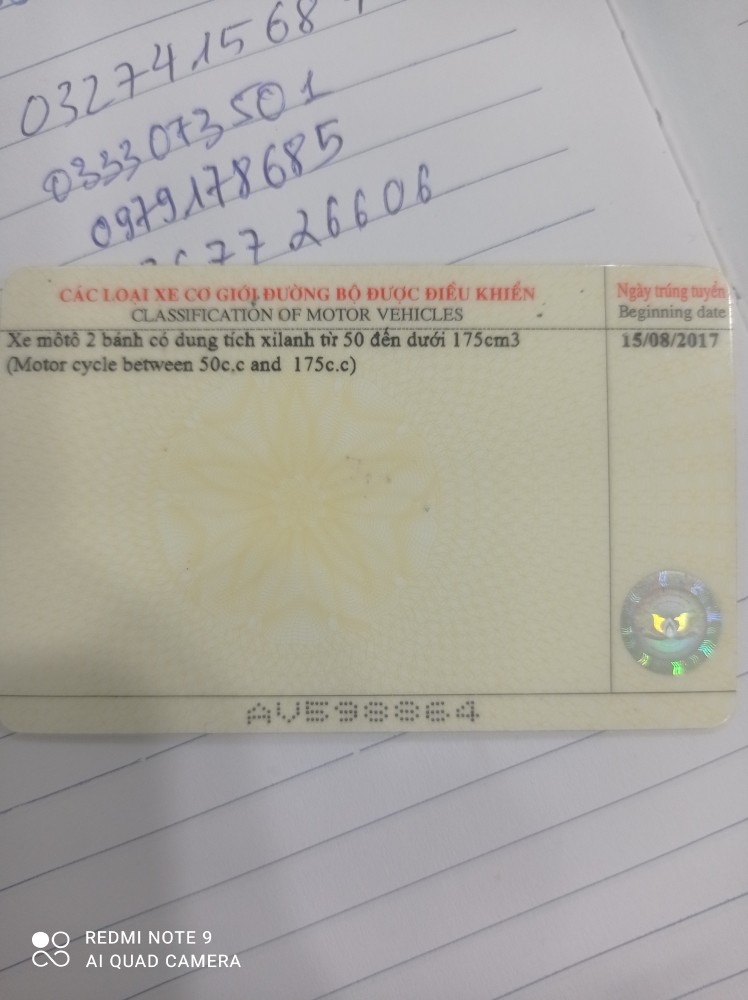 0327415687
0333073501
0979178685
77 26606
CÁC LOẠI XE CƠ GIỚI ĐƯỜNG BỘ ĐƯỢC ĐIỀU KHIỂN
CLASSIFICATION OF MOTOR VEHICLES
Ngày trúng tuyển
Beginning date
Xe môtô 2 bánh có dung tích xilanh từ 50 đến dưới 175cm3
(Motor cycle between 50c.c and 175c.c)
15/08/2017
AV598864
REDMI NOTE 9
AI QUAD CAMERA